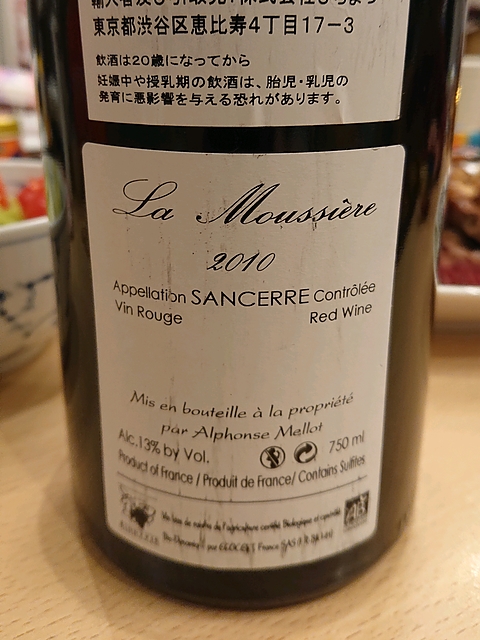 東京都渋谷区恵比寿4丁目17-3
飲酒は20歳になってから
妊娠中や授乳期の飲酒は、胎児・乳児の
発育に悪影響を与える恐れがあります。
La Moussière
2010
Appellation SANCERRE Contrôlée
Vin Rouge Red Wine
Mis en bouteille à la propriété
par Alphonse Mellot
Alc.13% by Vol. 750 ml
Product of France / Produit de France/ Contains Sulfites
AB